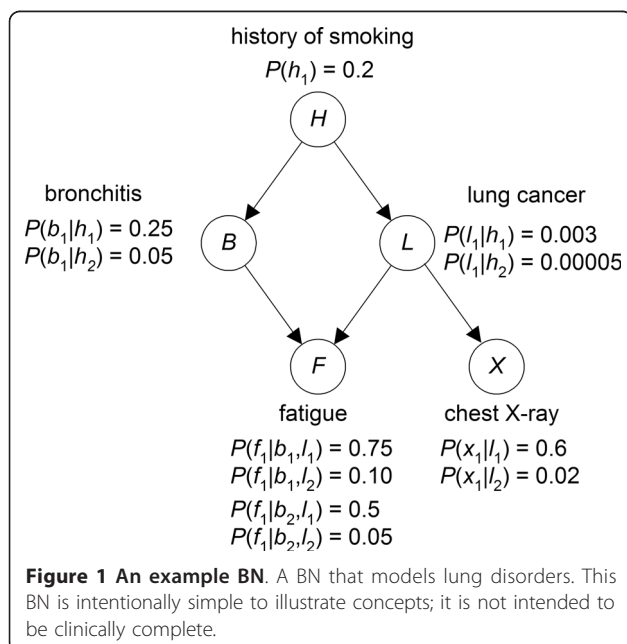 history of smoking
P(h₁) = 0.2
H
bronchitis
P(b₁|h₁) = 0.25
P(b₁|h₂) = 0.05
B
L
lung cancer
P(l₁|h₁) = 0.003
P(l₁|h₂) = 0.00005
F
fatigue
P(f₁|b₁,l₁) = 0.75
P(f₁|b₁,l₂) = 0.10
P(f₁|b₂,l₁) = 0.5
P(f₁|b₂,l₂) = 0.05
X
chest X-ray
P(x₁|l₁) = 0.6
P(x₁|l₂) = 0.02
Figure 1 An example BN. A BN that models lung disorders. This
BN is intentionally simple to illustrate concepts; it is not intended to
be clinically complete.